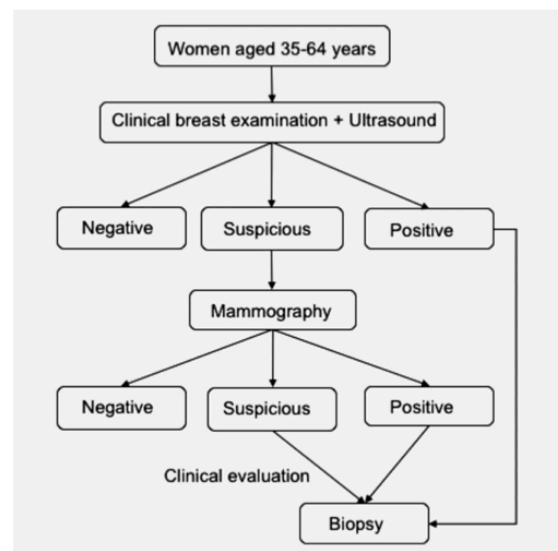 Women aged 35-64 years
Clinical breast examination + Ultrasound
Negative
Suspicious
Positive
Mammography
Negative
Suspicious
Positive
Clinical evaluation
Biopsy